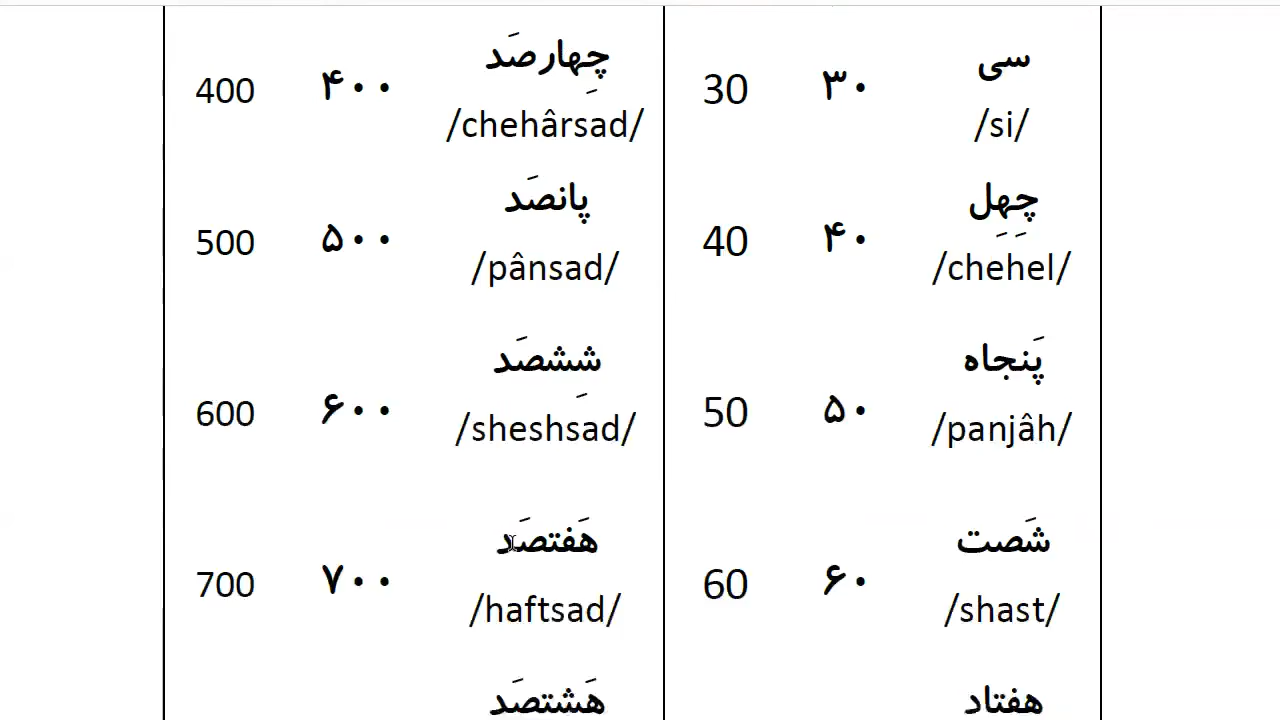 سی
30 ۳۰
/si/
چِهِل
40 ۴۰
/chehel/
پَنجاه
50 ۵۰
/panjâh/
شَصت
60 ۶۰
/shast/
هفتاد
چِهارصَد
400 ۴۰۰
/chehârsad/
پانصَد
500 ۵۰۰
/pânsad/
شِشصَد
600 ۶۰۰
/sheshsad/
هَفتصَد
700 ۷۰۰
/haftsad/
هَشتصَد